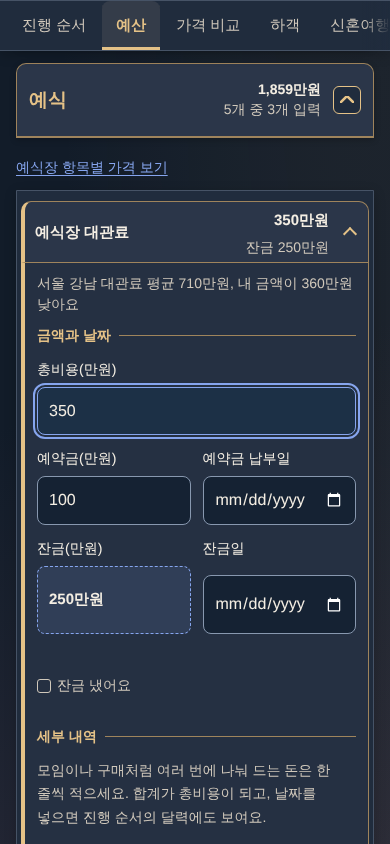 진행 순서 예산 가격 비교 하객 신혼여행
예식
1,859만원
5개 중 3개 입력
예식장 항목별 가격 보기
예식장 대관료
350만원
잔금 250만원
서울 강남 대관료 평균 710만원, 내 금액이 360만원
낮아요
금액과 날짜
총비용(만원)
350
예약금(만원) 예약금 납부일
100 mm/dd/yyyy
잔금(만원) 잔금일
250만원 mm/dd/yyyy
잔금 냈어요
세부 내역
모임이나 구매처럼 여러 번에 나눠 드는 돈은 한
줄씩 적으세요. 합계가 총비용이 되고, 날짜를
넣으면 진행 순서의 달력에도 보여요.